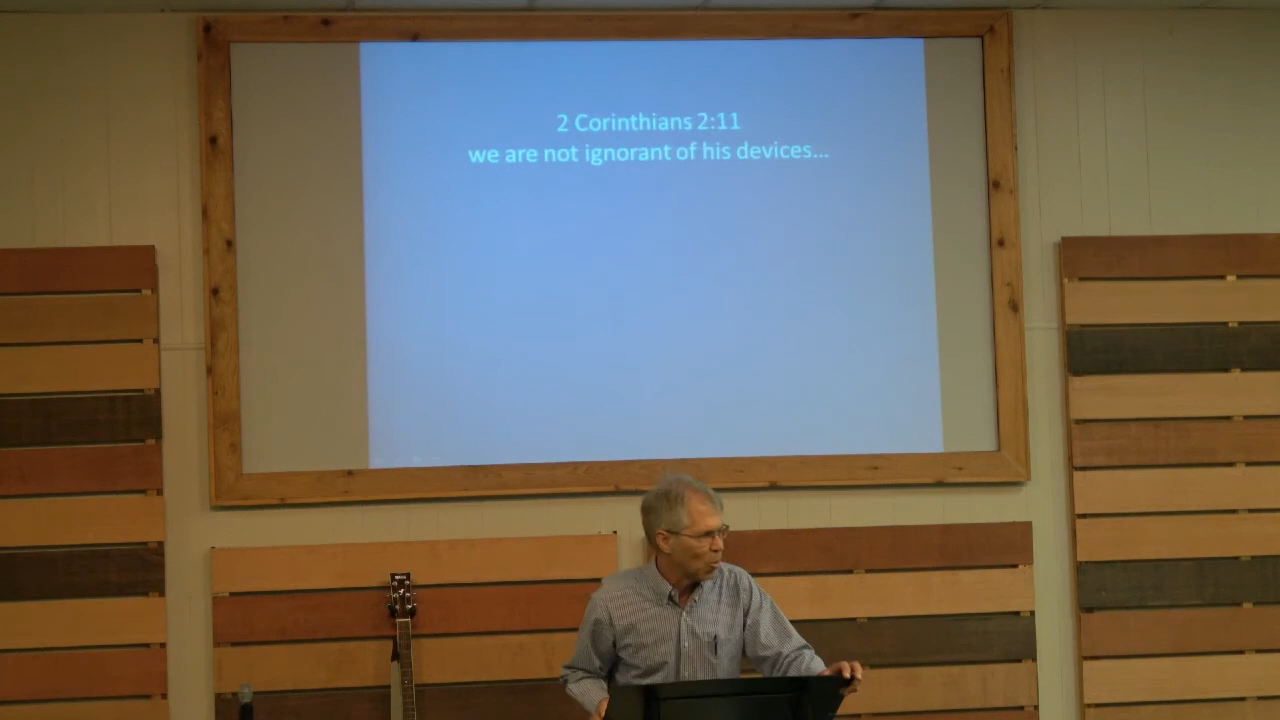 2 Corinthians 2:11
we are not ignorant of his devices...